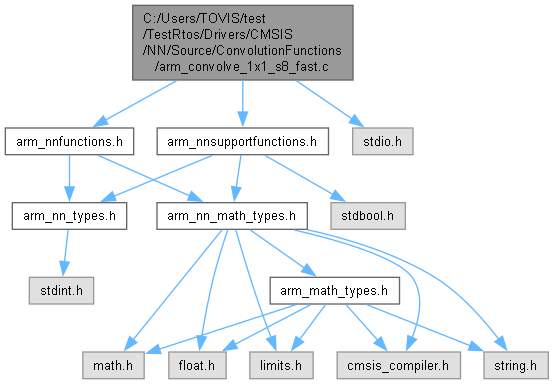 C:/Users/TOVIS/test
/TestRtos/Drivers/CMSIS
/NN/Source/ConvolutionFunctions
/arm_convolve_1x1_s8_fast.c
arm_nnfunctions.h
arm_nnsupportfunctions.h
stdio.h
arm_nn_types.h
arm_nn_math_types.h
stdbool.h
stdint.h
arm_math_types.h
math.h
float.h
limits.h
cmsis_compiler.h
string.h